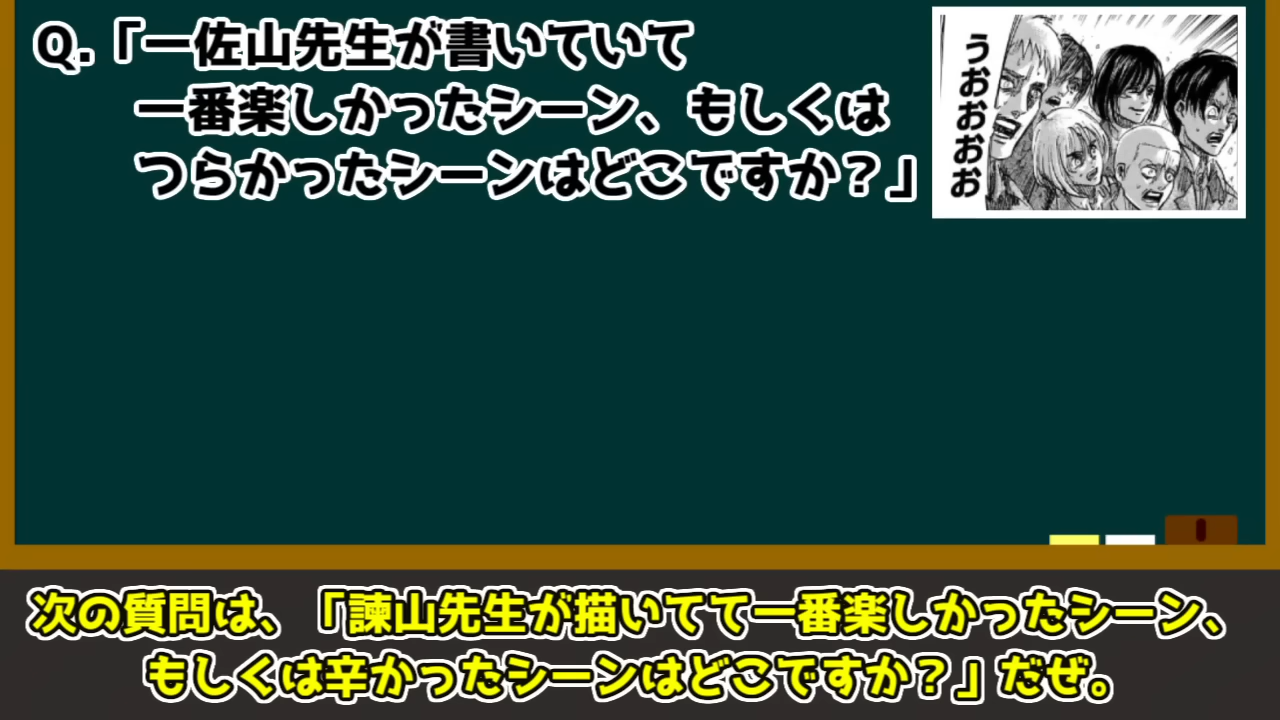 Q.「一佐山先生が書いていて
一番楽しかったシーン、もしくは
つらかったシーンはどこですか？」
うおおおお
次の質問は、「諫山先生が描いてて一番楽しかったシーン、
もしくは辛かったシーンはどこですか？」だぜ。